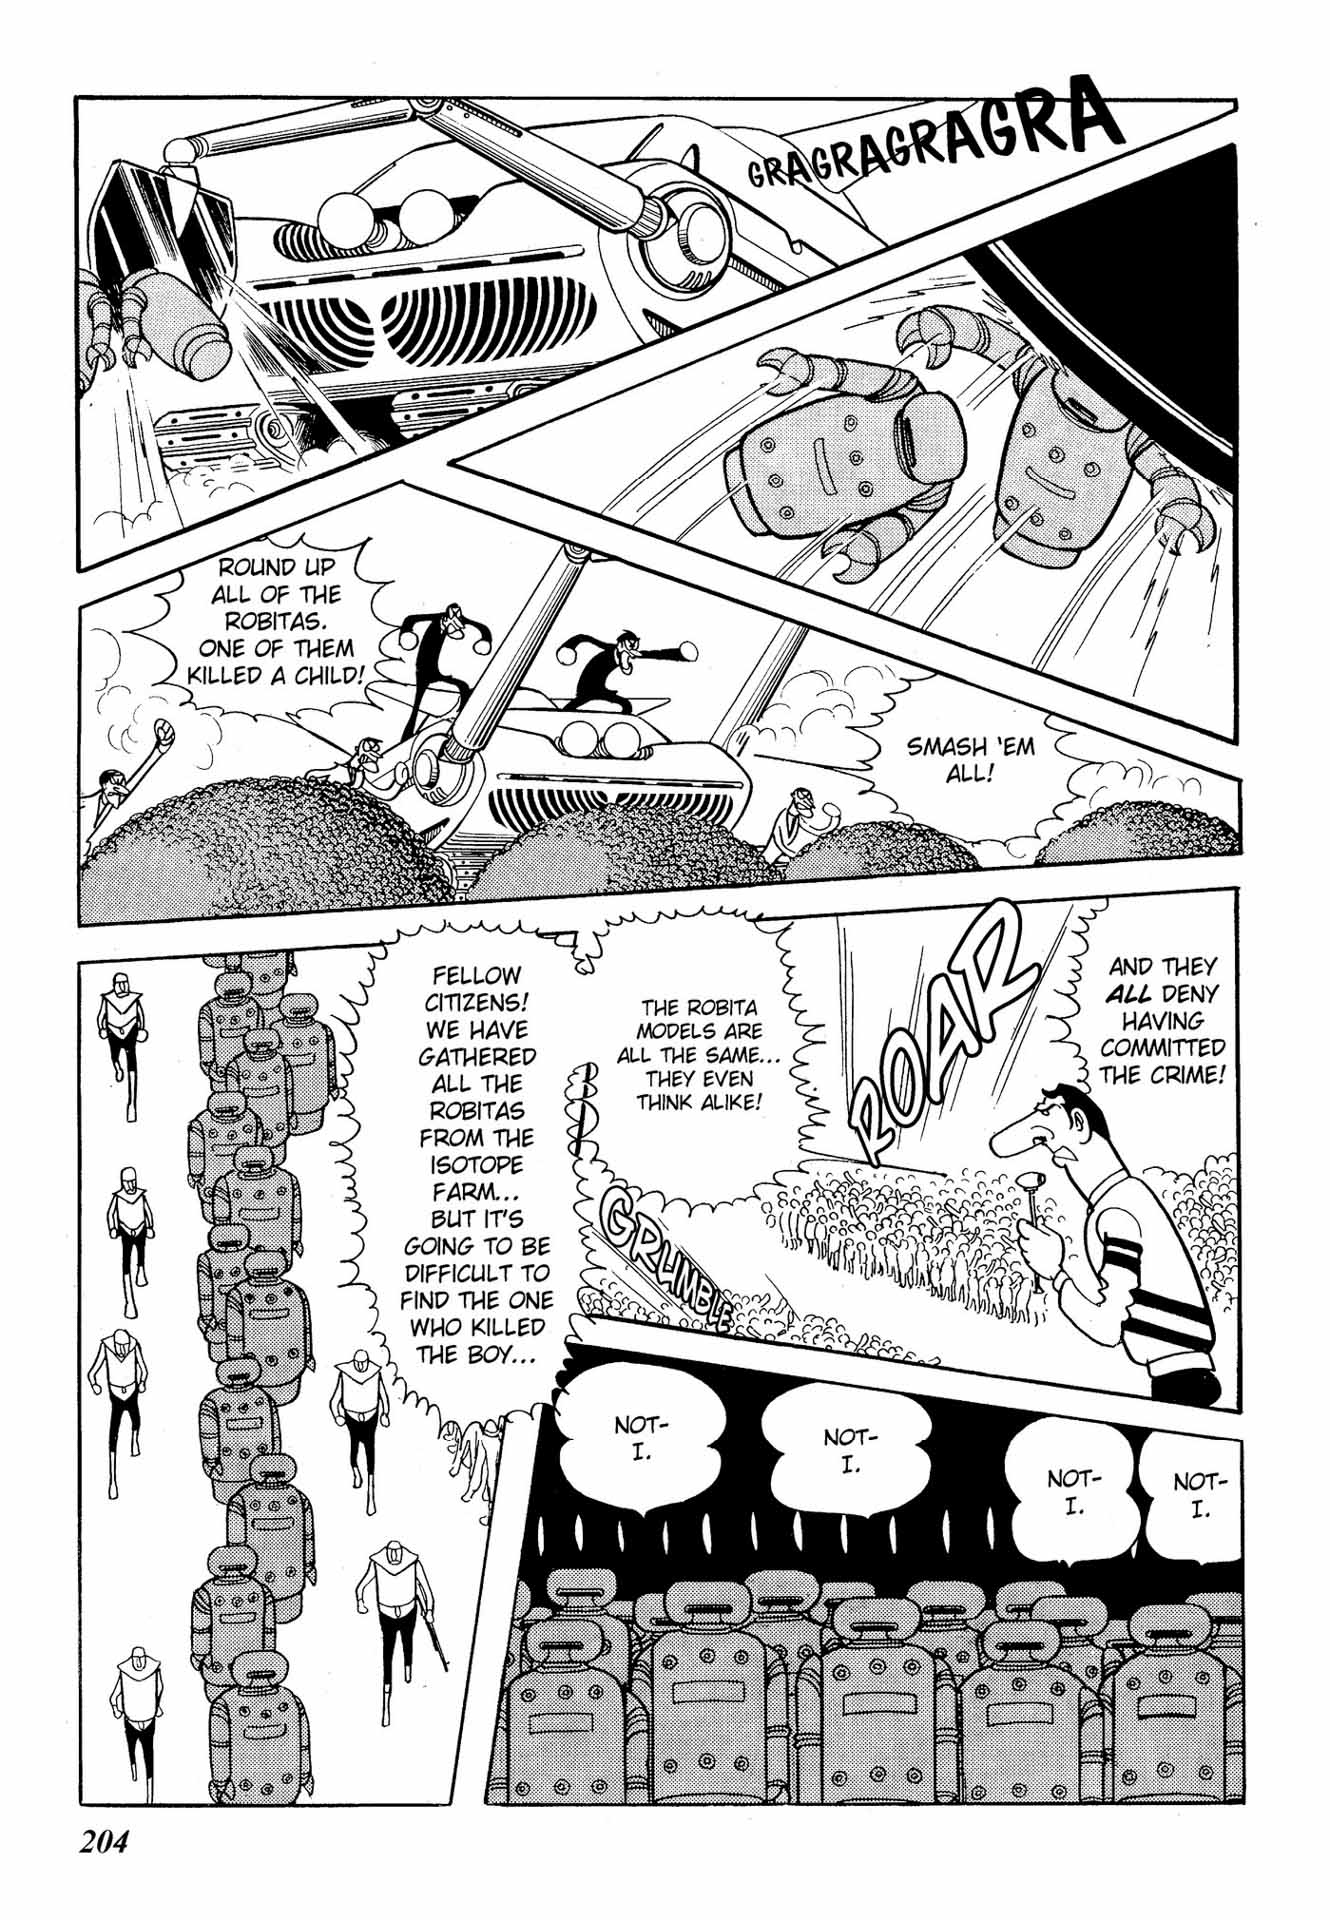 GRAGRAGRAGRAGRA
ROUND UP
ALL OF THE
ROBITAS.
ONE OF THEM
KILLED A CHILD!
SMASH 'EM
ALL!
FELLOW
CITIZENS!
WE HAVE
GATHERED
ALL THE
ROBITAS
FROM THE
ISOTOPE
FARM...
BUT IT'S
GOING TO BE
DIFFICULT TO
FIND THE ONE
WHO KILLED
THE BOY...
THE ROBITA
MODELS ARE
ALL THE SAME...
THEY EVEN
THINK ALIKE!
GRUMBLE
ROAR
AND THEY
ALL DENY
HAVING
COMMITTED
THE CRIME!
NOT-
I.
NOT-
I.
NOT-
I.
NOT-
I.
204